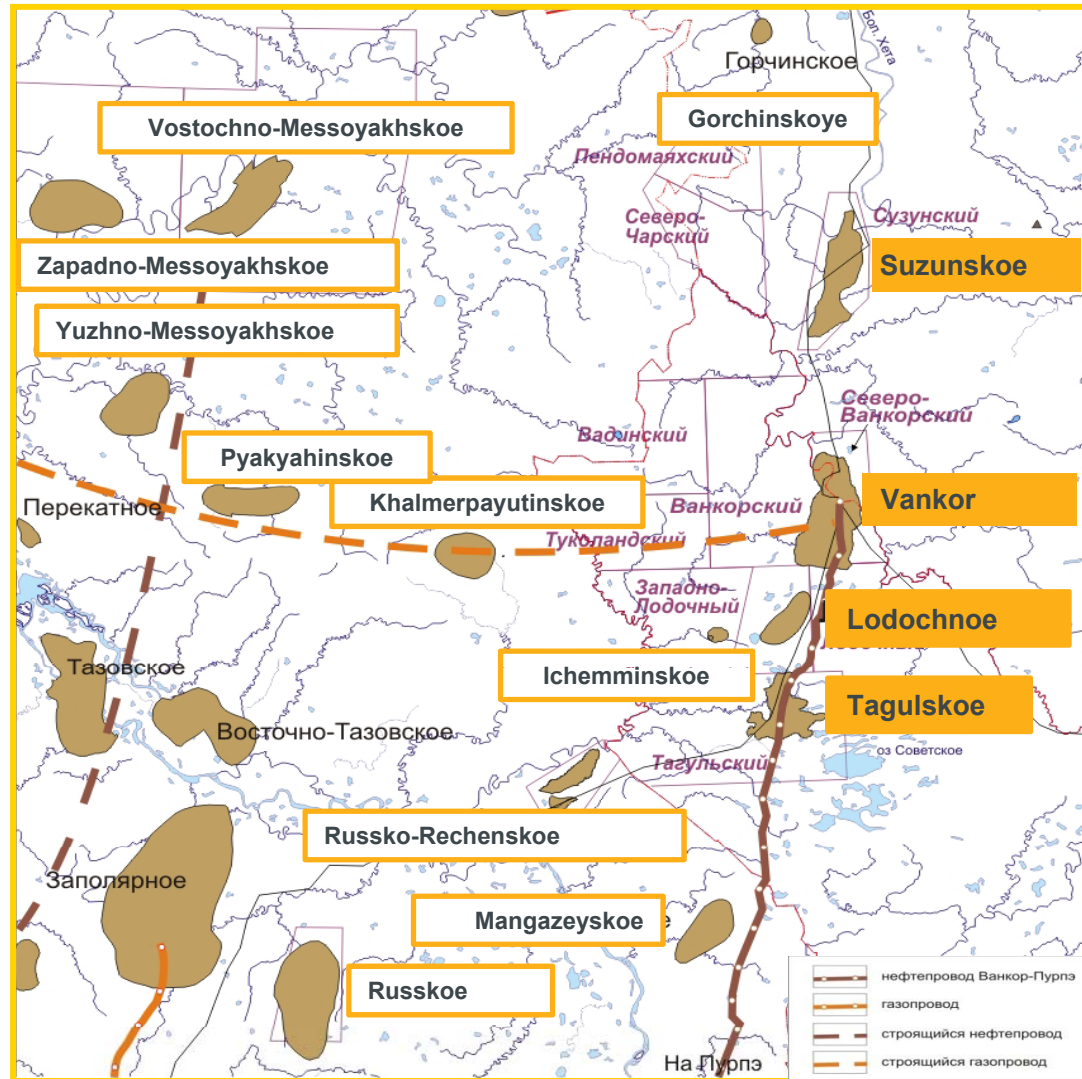 Горчинское
Бол. Хета
Vostochno-Messoyakhskoe
Gorchinskoye
Пендомаяхский
Северо-
Чарский
Сузунский
Zapadno-Messoyakhskoe
Suzunskoe
Yuzhno-Messoyakhskoe
Северо-
Ванкорский
Вадинский
Pyakyahinskoe
Khalmerpayutinskoe
Ванкорский
Vankor
Перекатное
Туколандский
Западно-
Лодочный
Lodochnoe
Тазовское
Ichemminskoe
Tagulskoe
Восточно-Тазовское
оз Советское
Тагульский
Russko-Rechenskoe
Заполярное
Mangazeyskoe
Russkoe
На Пурпэ
нефтепровод Ванкор-Пурпэ
газопровод
строящийся нефтепровод
строящийся газопровод